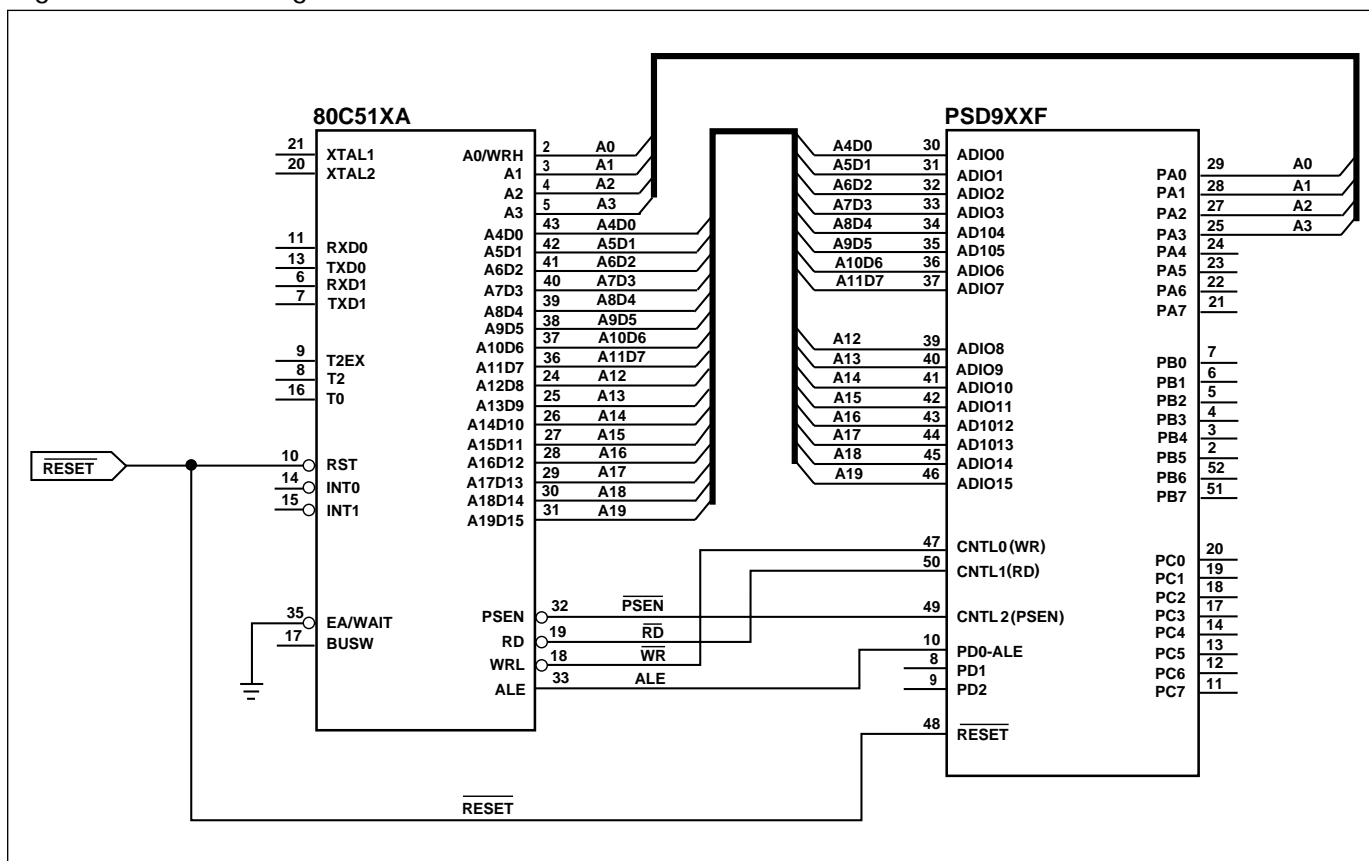 80C51XA
21 XTAL1
20 XTAL2
11 RXD0
13 TXD0
6 RXD1
7 TXD1
9 T2EX
8 T2
16 T0
RESET
10 RST
14 INT0
15 INT1
35 EA/WAIT
17 BUSW
A0/WRH 2 A0
A1 3 A1
A2 4 A2
A3 5 A3
A4D0 43 A4D0
A5D1 42 A5D1
A6D2 41 A6D2
A7D3 40 A7D3
A8D4 39 A8D4
A9D5 38 A9D5
A10D6 37 A10D6
A11D7 36 A11D7
A12D8 24 A12
A13D9 25 A13
A14D10 26 A14
A15D11 27 A15
A16D12 28 A16
A17D13 29 A17
A18D14 30 A18
A19D15 31 A19
PSEN 32 PSEN
RD 19 RD
WRL 18 WR
ALE 33 ALE
RESET
PSD9XXF
A4D0 30 ADIO0
A5D1 31 ADIO1
A6D2 32 ADIO2
A7D3 33 ADIO3
A8D4 34 AD104
A9D5 35 AD105
A10D6 36 ADIO6
A11D7 37 ADIO7
A12 39 ADIO8
A13 40 ADIO9
A14 41 ADIO10
A15 42 ADIO11
A16 43 AD1012
A17 44 AD1013
A18 45 ADIO14
A19 46 ADIO15
47 CNTL0(WR)
50 CNTL1(RD)
49 CNTL2(PSEN)
10 PD0-ALE
8 PD1
9 PD2
48 RESET
PA0 29 A0
PA1 28 A1
PA2 27 A2
PA3 25 A3
PA4 24
PA5 23
PA6 22
PA7 21
PB0 7
PB1 6
PB2 5
PB3 4
PB4 3
PB5 2
PB6 52
PB7 51
PC0 20
PC1 19
PC2 18
PC3 17
PC4 14
PC5 13
PC6 12
PC7 11